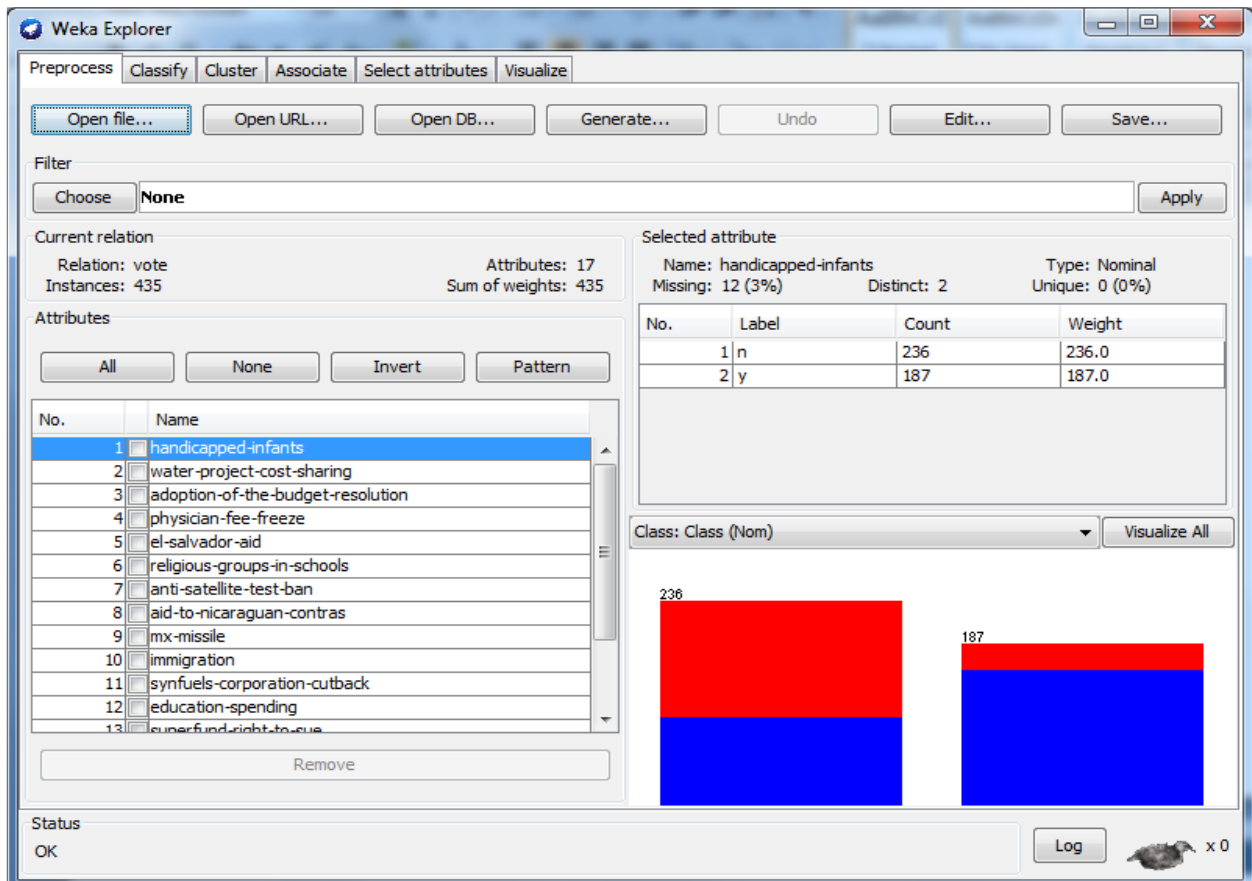 Weka Explorer
Preprocess Classify Cluster Associate Select attributes Visualize
Open file... Open URL... Open DB... Generate... Undo Edit... Save...
Filter
Choose None Apply
Current relation
Relation: vote Attributes: 17
Instances: 435 Sum of weights: 435
Attributes
All None Invert Pattern
No. Name
1 handicapped-infants
2 water-project-cost-sharing
3 adoption-of-the-budget-resolution
4 physician-fee-freeze
5 el-salvador-aid
6 religious-groups-in-schools
7 anti-satellite-test-ban
8 aid-to-nicaraguan-contras
9 mx-missile
10 immigration
11 synfuels-corporation-cutback
12 education-spending
13 superfund-right-to-sue
Remove
Selected attribute
Name: handicapped-infants Type: Nominal
Missing: 12 (3%) Distinct: 2 Unique: 0 (0%)
No. Label Count Weight
1 n 236 236.0
2 y 187 187.0
Class: Class (Nom) Visualize All
236
187
Status
OK
Log x 0